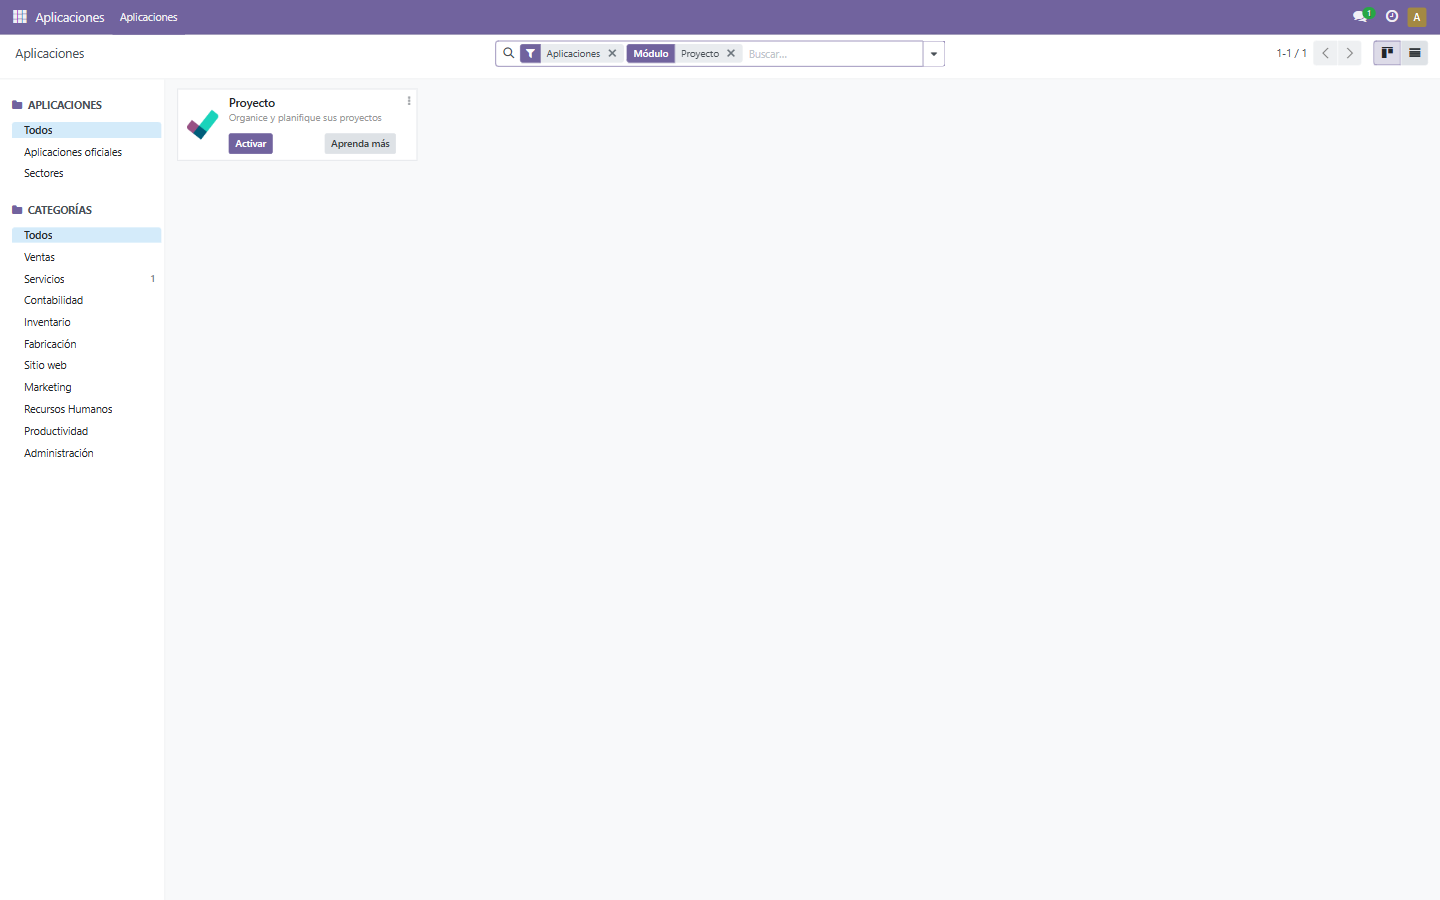 Aplicaciones Aplicaciones 1 A
Aplicaciones Aplicaciones Módulo Proyecto Buscar... 1-1 / 1
APLICACIONES
Todos
Aplicaciones oficiales
Sectores
CATEGORÍAS
Todos
Ventas
Servicios 1
Contabilidad
Inventario
Fabricación
Sitio web
Marketing
Recursos Humanos
Productividad
Administración
Proyecto
Organice y planifique sus proyectos
Activar Aprenda más